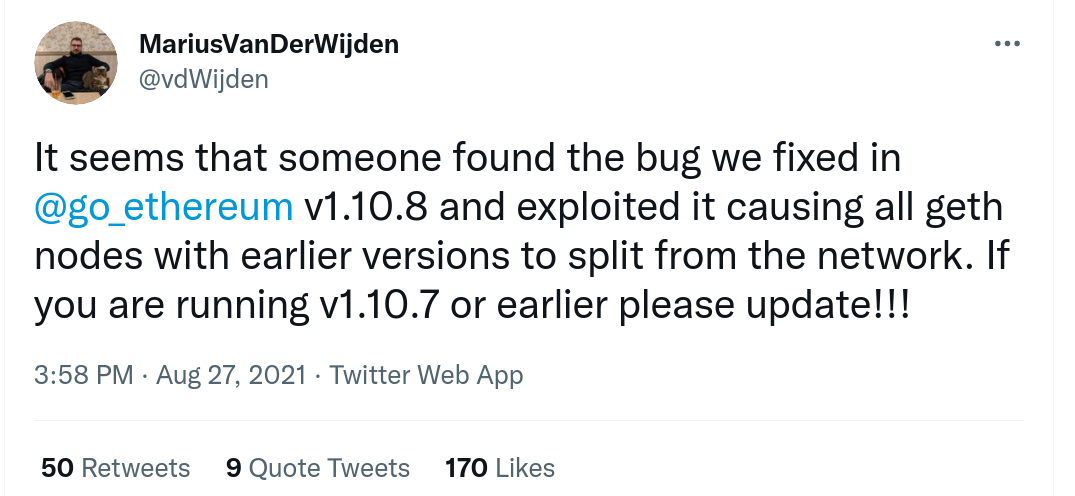 MariusVanDerWijden
@vdWijden
It seems that someone found the bug we fixed in
@go_ethereum v1.10.8 and exploited it causing all geth
nodes with earlier versions to split from the network. If
you are running v1.10.7 or earlier please update!!!
3:58 PM · Aug 27, 2021 · Twitter Web App
50 Retweets 9 Quote Tweets 170 Likes